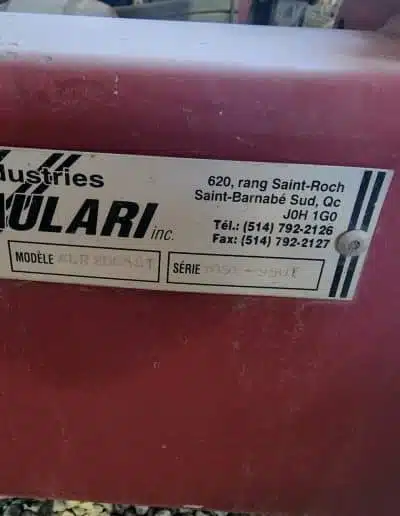 dustries
ULARI inc.
620, rang Saint-Roch
Saint-Barnabé Sud, Qc
J0H 1G0
Tél.: (514) 792-2126
Fax: (514) 792-2127
MODÈLE
SÉRIE